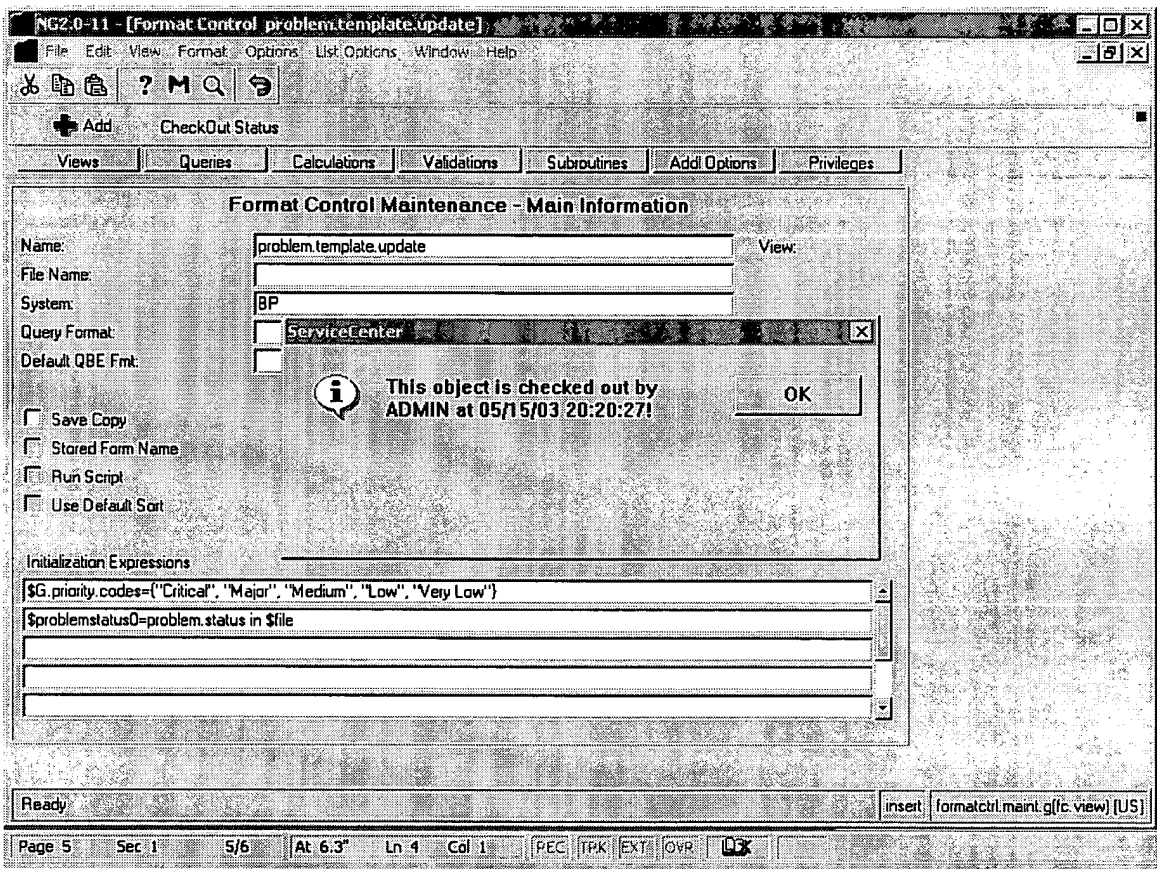 NG2.0-11 - [Format Control problem.template.update]
File Edit View Format Options List Options Window Help
Add CheckOut Status
Views Queries Calculations Validations Subroutines Addl Options Privileges
Format Control Maintenance - Main Information
Name: problem.template.update View:
File Name:
System: BP
Query Format:
Default QBE Fmt:
ServiceCenter
This object is checked out by
ADMIN at 05/15/03 20:20:27!
OK
Save Copy
Stored Form Name
Run Script
Use Default Sort
Initialization Expressions
$G.priority.codes={"Critical", "Major", "Medium", "Low", "Very Low"}
$problemstatus0=problem.status in $file
Ready insert formatctrl.maint.g(fc.view) [US]
Page 5 Sec 1 5/6 At 6.3" Ln 4 Col 1 REC TRK EXT OVR